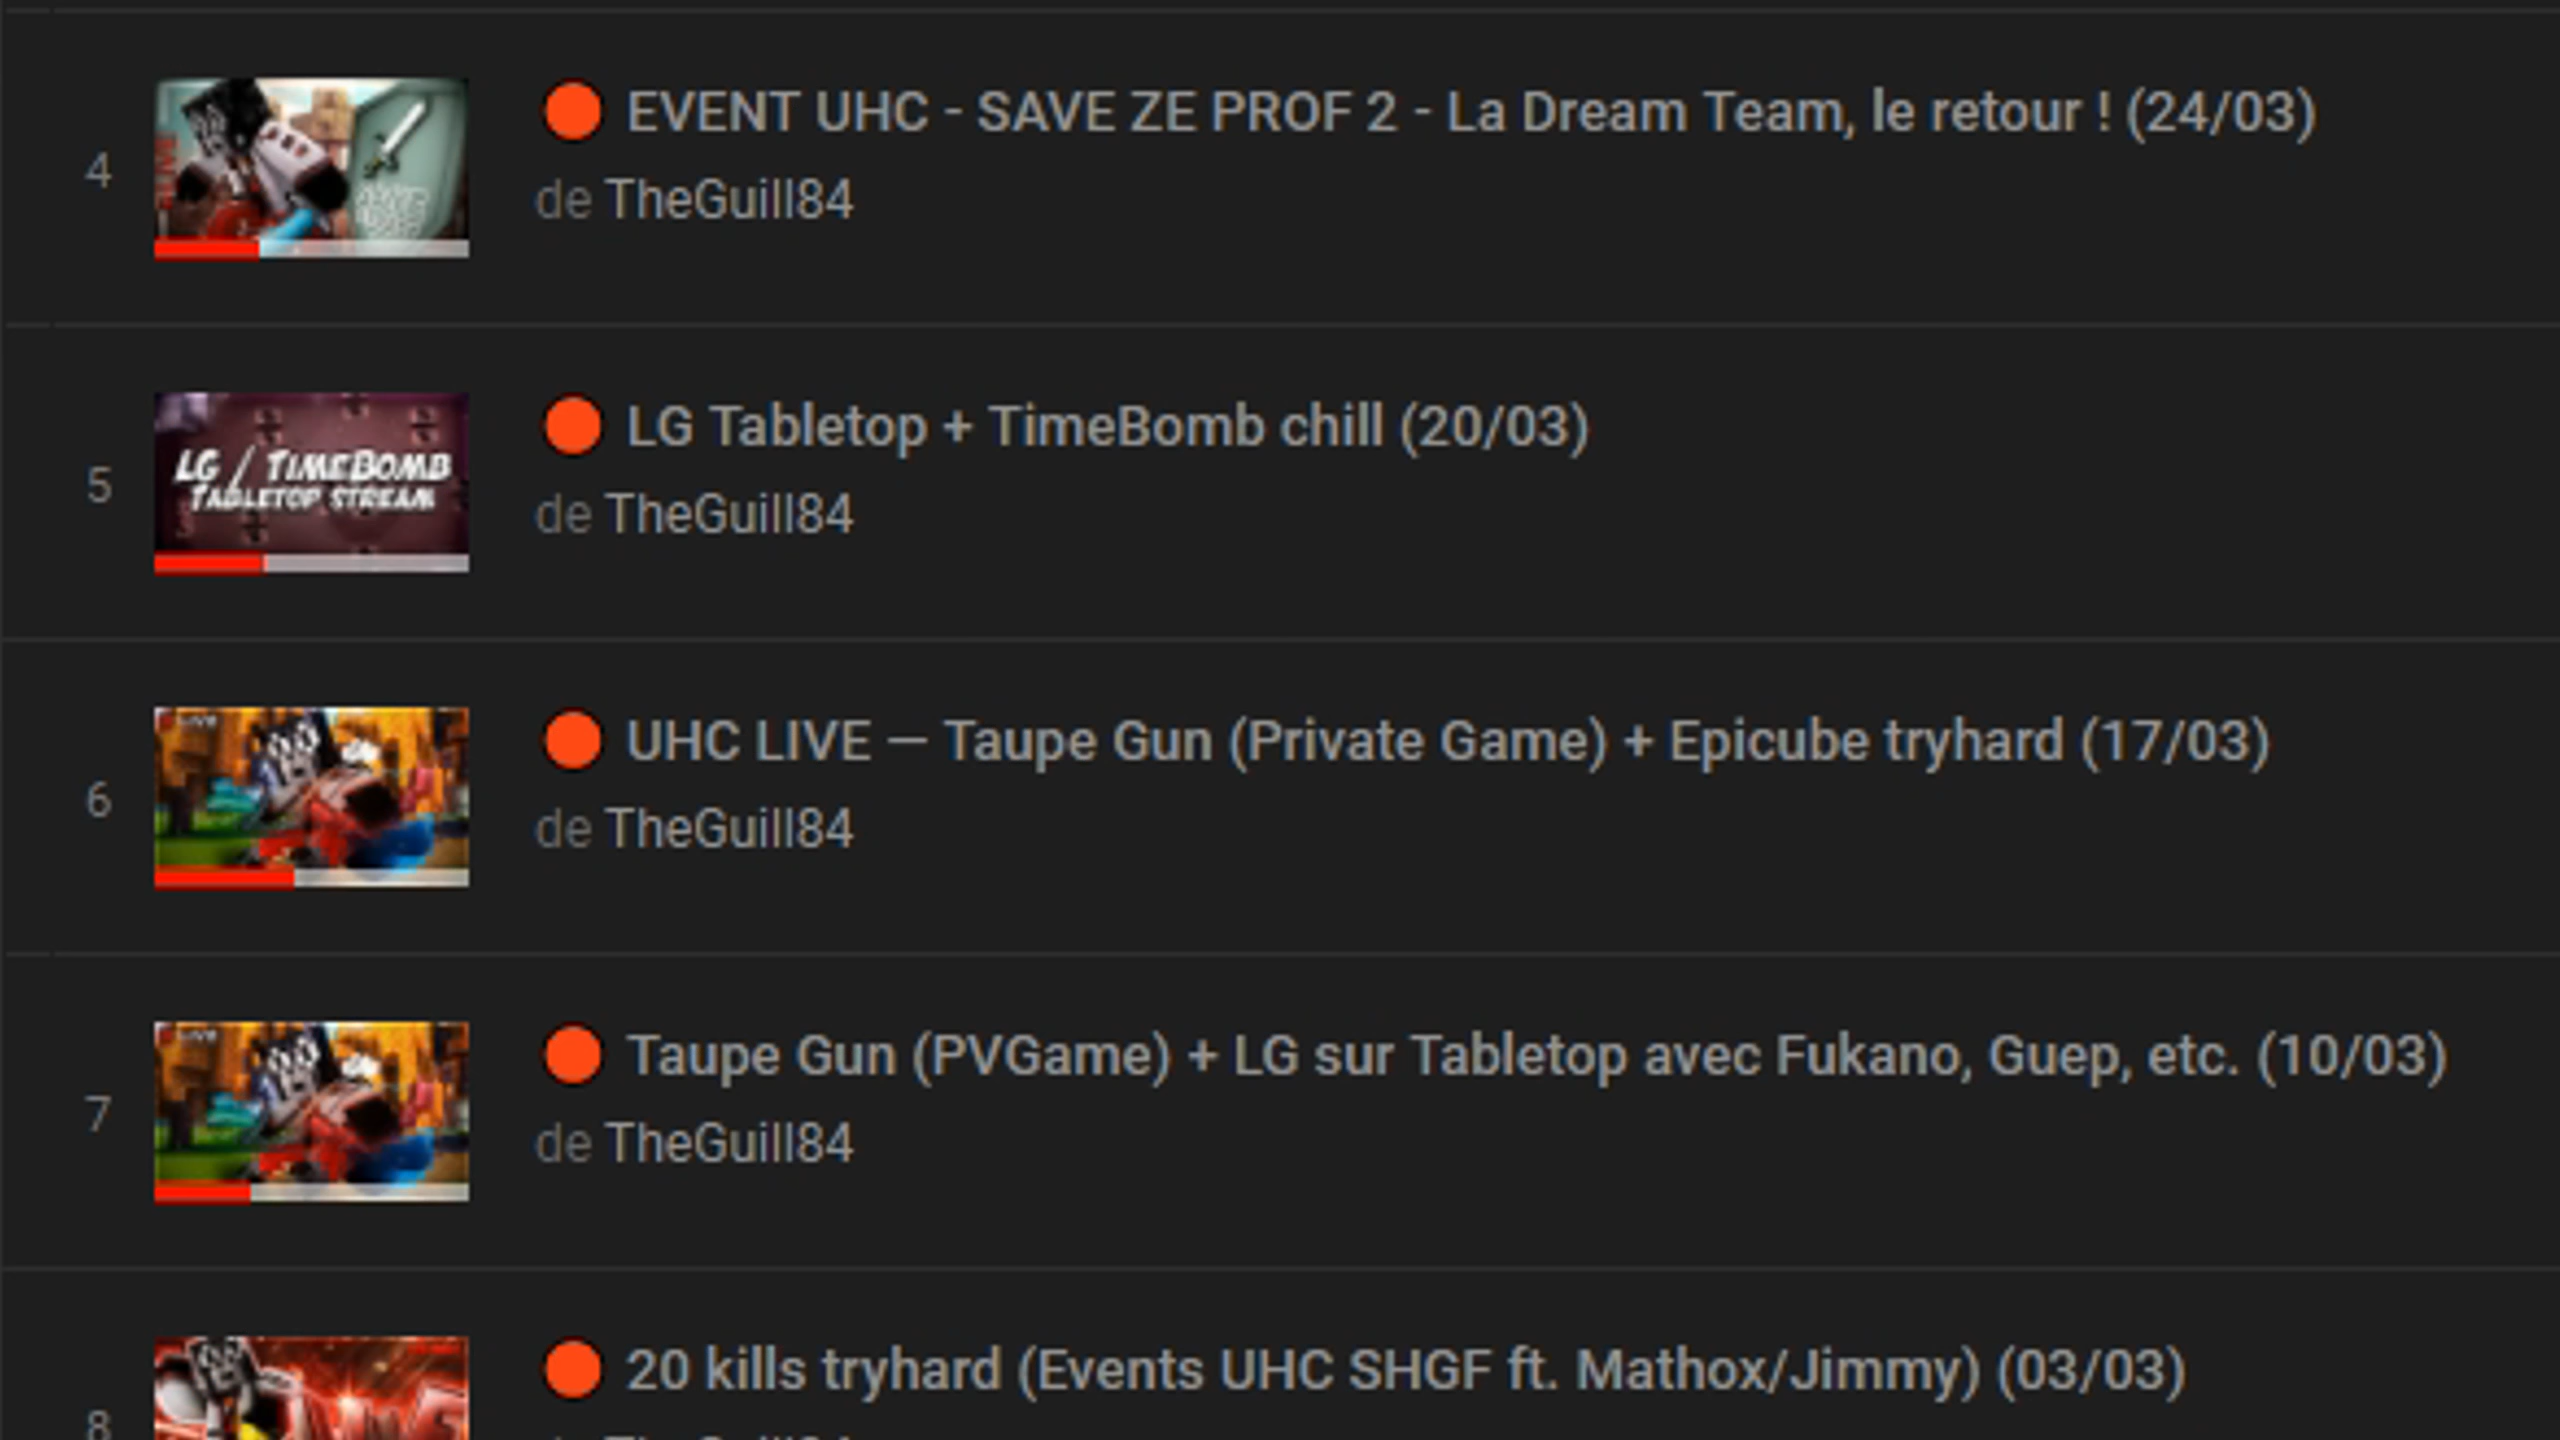 4
🔴 EVENT UHC - SAVE ZE PROF 2 - La Dream Team, le retour ! (24/03)
de TheGuill84
5
LG / TIMEBOMB
TABLETOP STREAM
🔴 LG Tabletop + TimeBomb chill (20/03)
de TheGuill84
6
LIVE
🔴 UHC LIVE — Taupe Gun (Private Game) + Epicube tryhard (17/03)
de TheGuill84
7
LIVE
🔴 Taupe Gun (PVGame) + LG sur Tabletop avec Fukano, Guep, etc. (10/03)
de TheGuill84
8
🔴 20 kills tryhard (Events UHC SHGF ft. Mathox/Jimmy) (03/03)